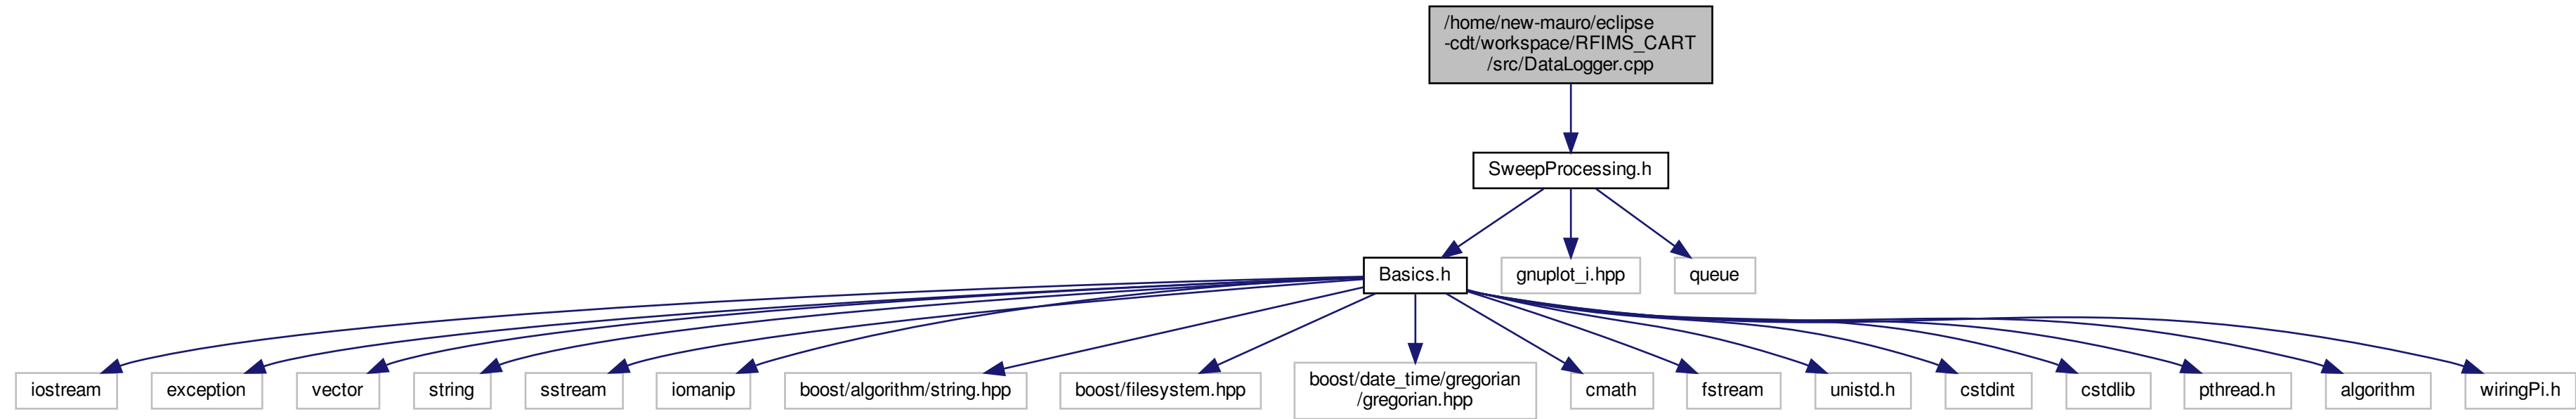 /home/new-mauro/eclipse
-cdt/workspace/RFIMS_CART
/src/DataLogger.cpp
SweepProcessing.h
Basics.h
gnuplot_i.hpp
queue
iostream
exception
vector
string
sstream
iomanip
boost/algorithm/string.hpp
boost/filesystem.hpp
boost/date_time/gregorian
/gregorian.hpp
cmath
fstream
unistd.h
cstdint
cstdlib
pthread.h
algorithm
wiringPi.h